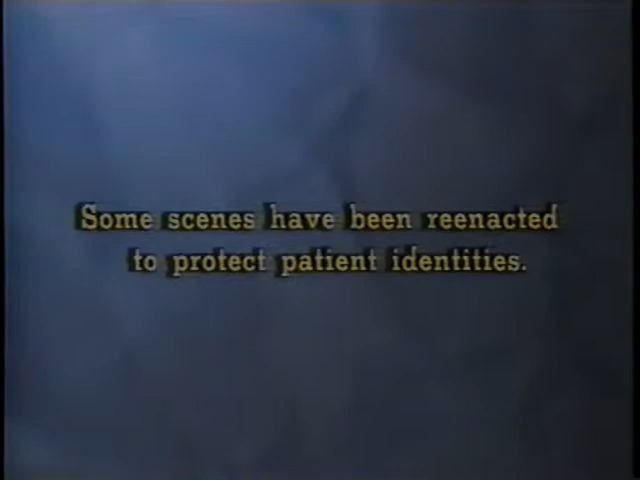 Some scenes have been reenacted
to protect patient identities.